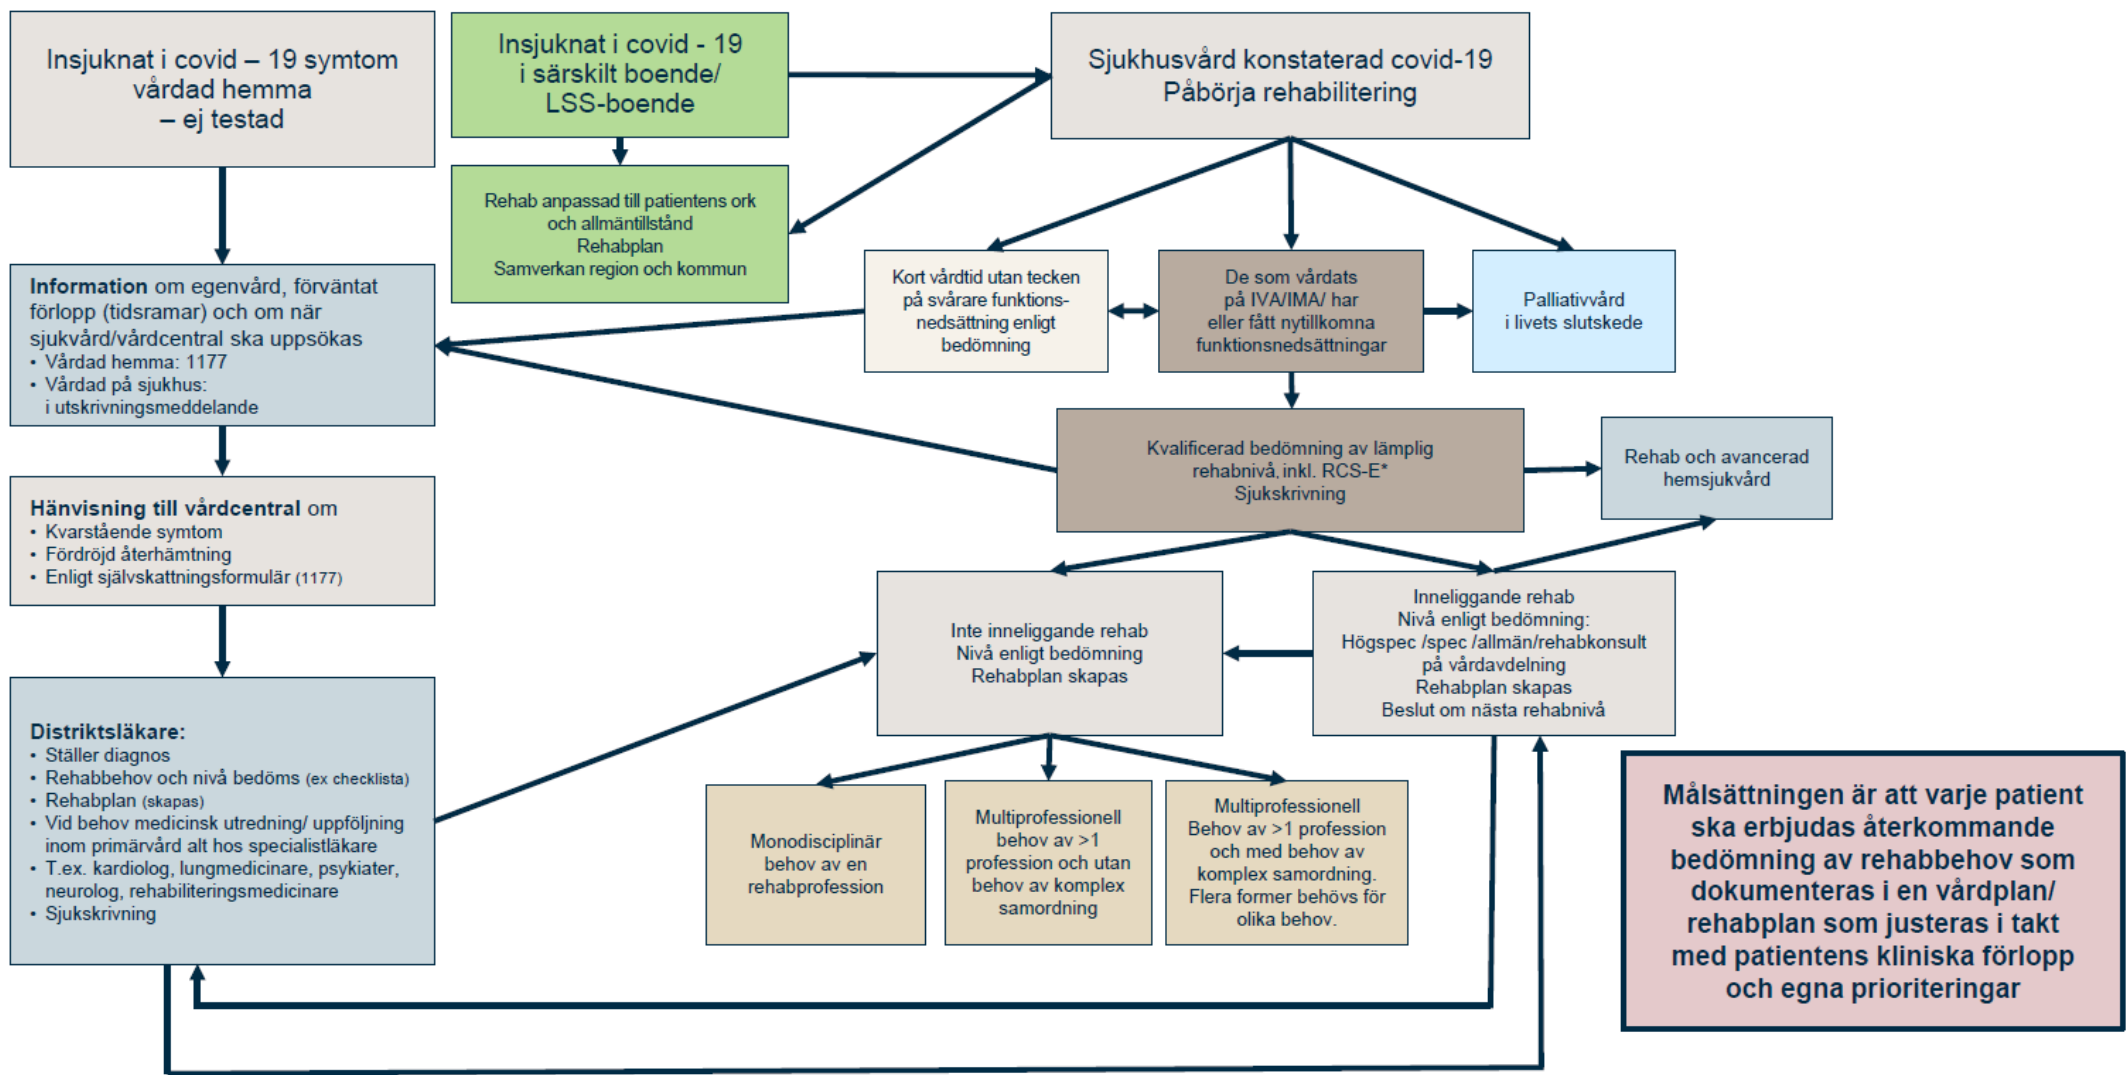 Insjuknat i covid – 19 symtom
vårdad hemma
– ej testad
Insjuknat i covid - 19
i särskilt boende/
LSS-boende
Sjukhusvård konstaterad covid-19
Påbörja rehabilitering
Rehab anpassad till patientens ork
och allmäntillstånd
Rehabplan
Samverkan region och kommun
Information om egenvård, förväntat
förlopp (tidsramar) och om när
sjukvård/vårdcentral ska uppsökas
• Vårdad hemma: 1177
• Vårdad på sjukhus:
i utskrivningsmeddelande
Kort vårdtid utan tecken
på svårare funktions-
nedsättning enligt
bedömning
De som vårdats
på IVA/IMA/ har
eller fått nytillkomna
funktionsnedsättningar
Palliativvård
i livets slutskede
Kvalificerad bedömning av lämplig
rehabnivå, inkl. RCS-E*
Sjukskrivning
Rehab och avancerad
hemsjukvård
Hänvisning till vårdcentral om
• Kvarstående symtom
• Fördröjd återhämtning
• Enligt självskattningsformulär (1177)
Inte inneliggande rehab
Nivå enligt bedömning
Rehabplan skapas
Inneliggande rehab
Nivå enligt bedömning:
Högspec /spec /allmän/rehabkonsult
på vårdavdelning
Rehabplan skapas
Beslut om nästa rehabnivå
Distriktsläkare:
• Ställer diagnos
• Rehabbehov och nivå bedöms (ex checklista)
• Rehabplan (skapas)
• Vid behov medicinsk utredning/ uppföljning
inom primärvård alt hos specialistläkare
• T.ex. kardiolog, lungmedicinare, psykiater,
neurolog, rehabiliteringsmedicinare
• Sjukskrivning
Monodisciplinär
behov av en
rehabprofession
Multiprofessionell
behov av >1
profession och utan
behov av komplex
samordning
Multiprofessionell
Behov av >1 profession
och med behov av
komplex samordning.
Flera former behövs för
olika behov.
Målsättningen är att varje patient
ska erbjudas återkommande
bedömning av rehabbehov som
dokumenteras i en vårdplan/
rehabplan som justeras i takt
med patientens kliniska förlopp
och egna prioriteringar